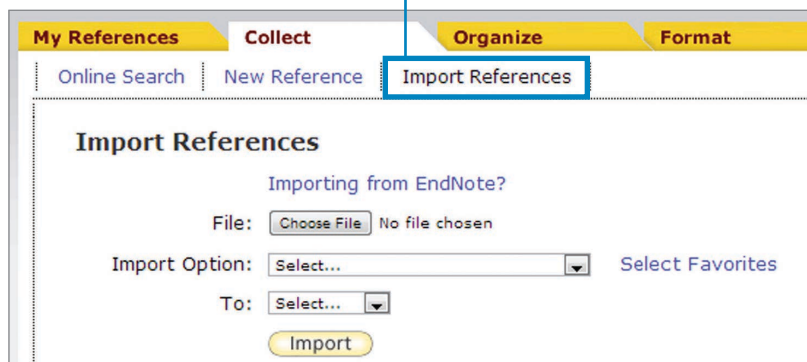 My References Collect Organize Format
Online Search New Reference Import References
Import References
Importing from EndNote?
File: Choose File No file chosen
Import Option: Select... Select Favorites
To: Select...
Import